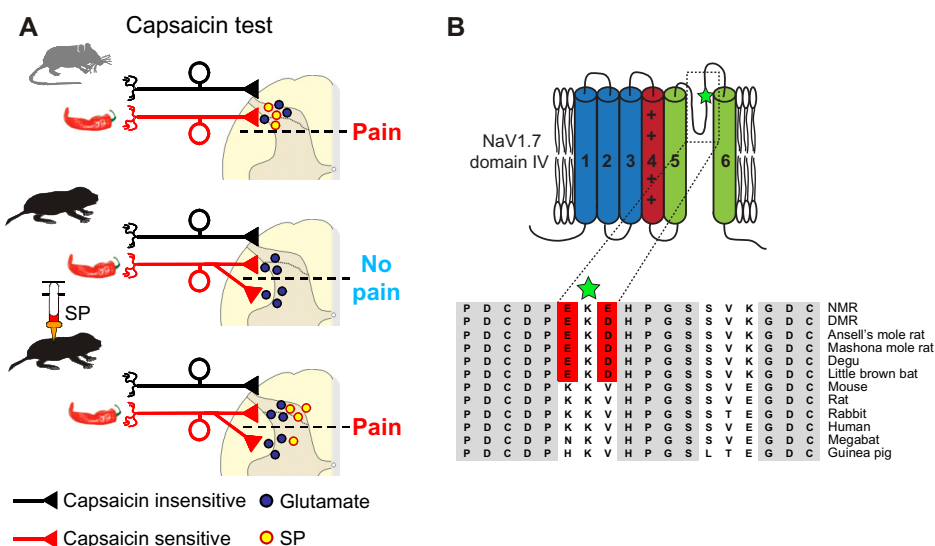 A
Capsaicin test
Pain
No
pain
SP
Pain
Capsaicin insensitive
Glutamate
Capsaicin sensitive
SP
B
NaV1.7
domain IV
1 2 3 4 5 6
+
+
+
+
P D C D P E K E H P G S S V K G D C NMR
P D C D P E K D H P G S S V K G D C DMR
P D C D P E K D H P G S S V K G D C Ansell's mole rat
P D C D P E K D H P G S S V K G D C Mashona mole rat
P D C D P E K D H P G S S V K G D C Degu
P D C D P E K D H P G S S V K G D C Little brown bat
P D C D P K K V H P G S S V E G D C Mouse
P D C D P K K V H P G S S V E G D C Rat
P D C D P K K V H P G S S T E G D C Rabbit
P D C D P K K V H P G S S V E G D C Human
P D C D P N K V H P G S S V E G D C Megabat
P D C D P H K V H P G S L T E G D C Guinea pig